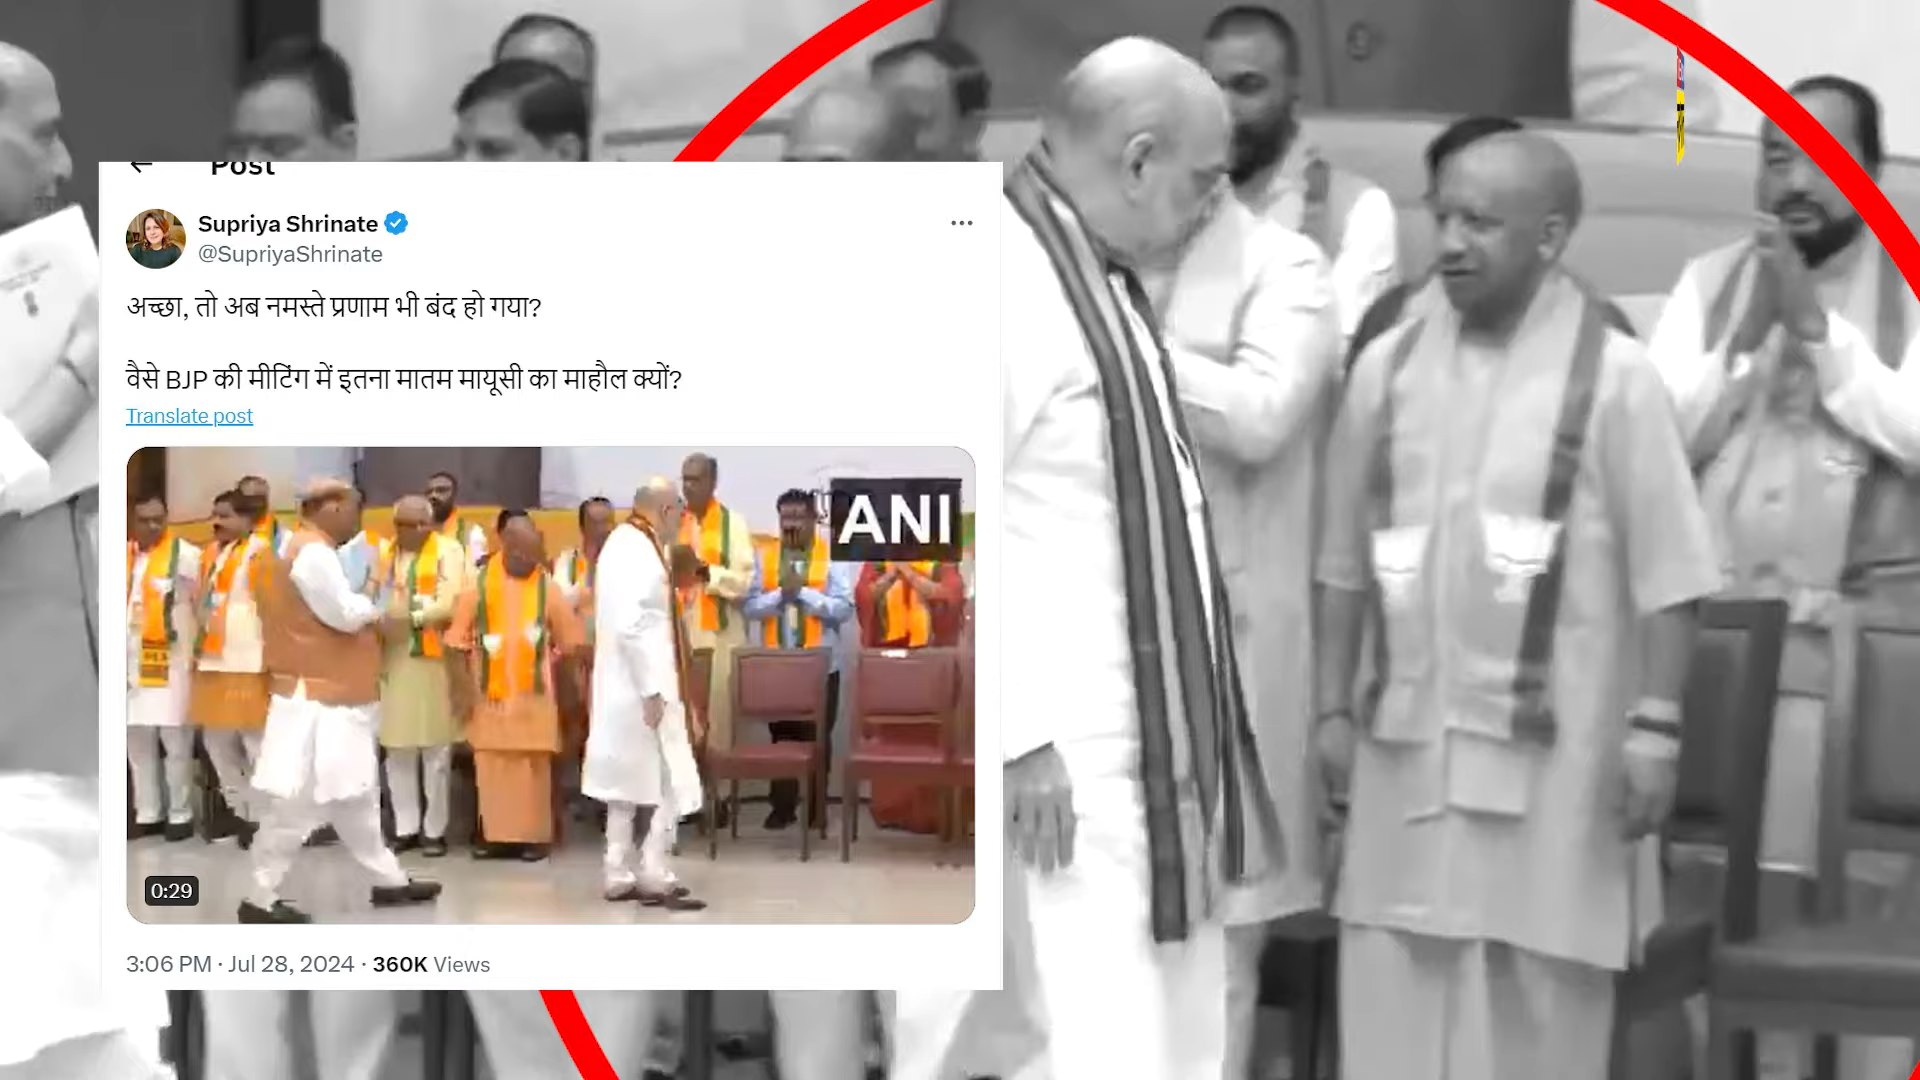 Post
Supriya Shrinate
@SupriyaShrinate
अच्छा, तो अब नमस्ते प्रणाम भी बंद हो गया?
वैसे BJP की मीटिंग में इतना मातम मायूसी का माहौल क्यों?
Translate post
ANI
0:29
3:06 PM · Jul 28, 2024 · 360K Views